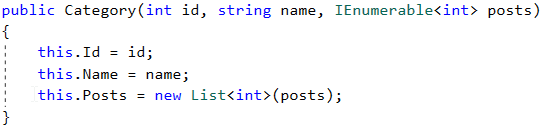 public Category(int id, string name, IEnumerable<int> posts)
{
    this.Id = id;
    this.Name = name;
    this.Posts = new List<int>(posts);
}